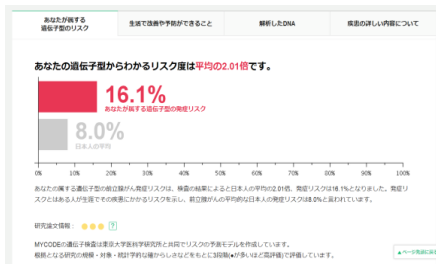 あなたが属する
遺伝子型のリスク
生活で改善や予防ができること
解析したDNA
疾患の詳しい内容について
あなたの遺伝子型からわかるリスク度は平均の2.01倍です。
16.1%
あなたが属する遺伝子型の発症リスク
8.0%
日本人の平均
0% 10% 20% 30% 40% 50% 60% 70% 80% 90% 100%
あなたの属する遺伝子型の前立腺がん発症リスクは、検査の結果によると日本人の平均の2.01倍、発症リスクは16.1%となりました。発症リ
スクとはある人が生涯でその疾患にかかるリスクを示し、前立腺がんの平均的な日本人の発症リスクは8.0%と言われています。
研究論文情報: ?
MYCODEの遺伝子検査は東京大学医科学研究所と共同でリスクの予測モデルを作成しています。
根拠となる研究の規模・対象・統計学的な確からしさなどをもとに3段階(●が多いほど高評価)で評価しています。
▲ページ先頭に戻る